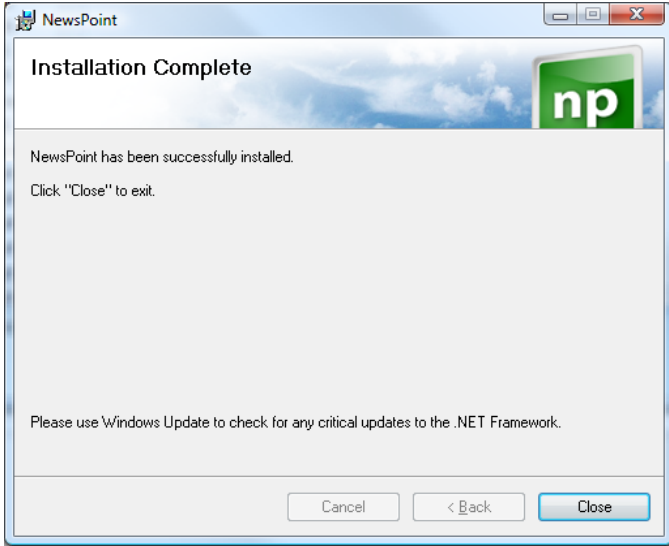 NewsPoint
Installation Complete
np
NewsPoint has been successfully installed.
Click "Close" to exit.
Please use Windows Update to check for any critical updates to the .NET Framework.
Cancel
< Back
Close